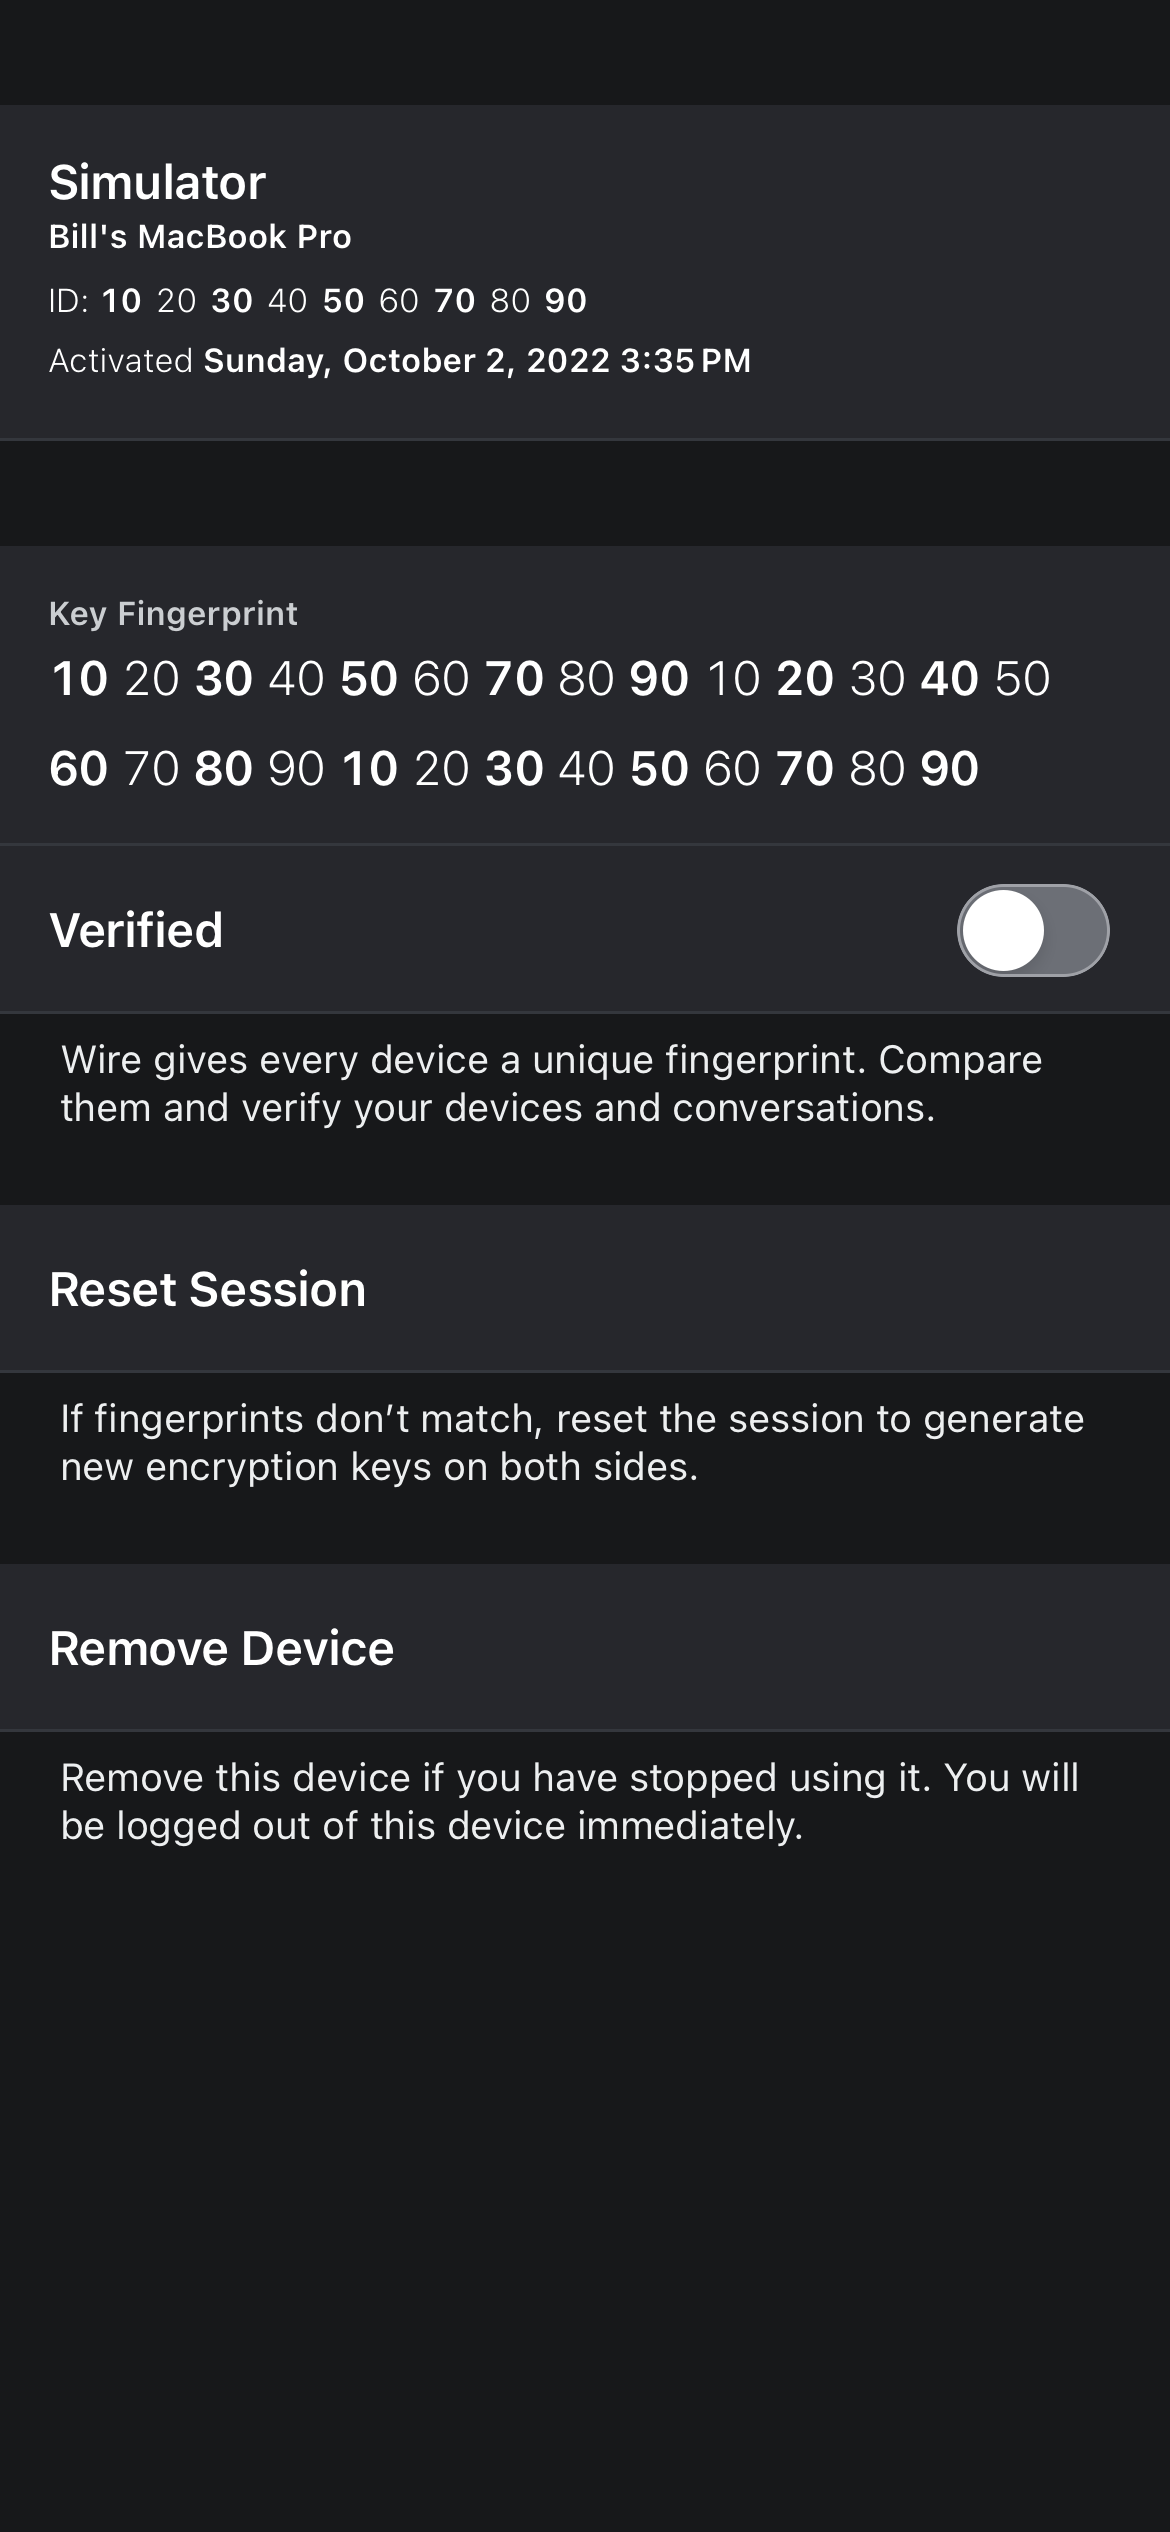 Simulator
Bill's MacBook Pro
ID: 10 20 30 40 50 60 70 80 90
Activated Sunday, October 2, 2022 3:35 PM
Key Fingerprint
10 20 30 40 50 60 70 80 90 10 20 30 40 50
60 70 80 90 10 20 30 40 50 60 70 80 90
Verified
Wire gives every device a unique fingerprint. Compare
them and verify your devices and conversations.
Reset Session
If fingerprints don’t match, reset the session to generate
new encryption keys on both sides.
Remove Device
Remove this device if you have stopped using it. You will
be logged out of this device immediately.